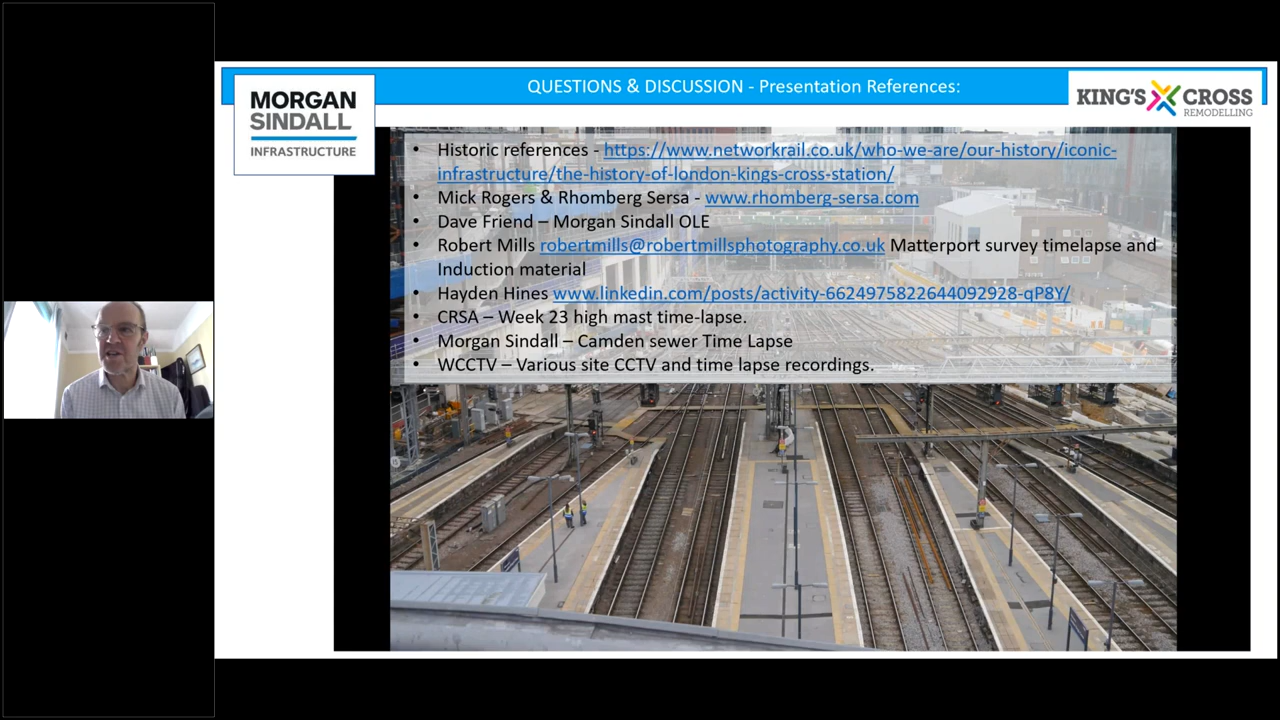 QUESTIONS & DISCUSSION - Presentation References:
MORGAN
SINDALL
INFRASTRUCTURE
KING'S CROSS
REMODELLING
• Historic references - https://www.networkrail.co.uk/who-we-are/our-history/iconic-
infrastructure/the-history-of-london-kings-cross-station/
• Mick Rogers & Rhomberg Sersa - www.rhomberg-sersa.com
• Dave Friend – Morgan Sindall OLE
• Robert Mills robertmills@robertmillsphotography.co.uk Matterport survey timelapse and
Induction material
• Hayden Hines www.linkedin.com/posts/activity-6624975822644092928-qP8Y/
• CRSA – Week 23 high mast time-lapse.
• Morgan Sindall – Camden sewer Time Lapse
• WCCTV – Various site CCTV and time lapse recordings.